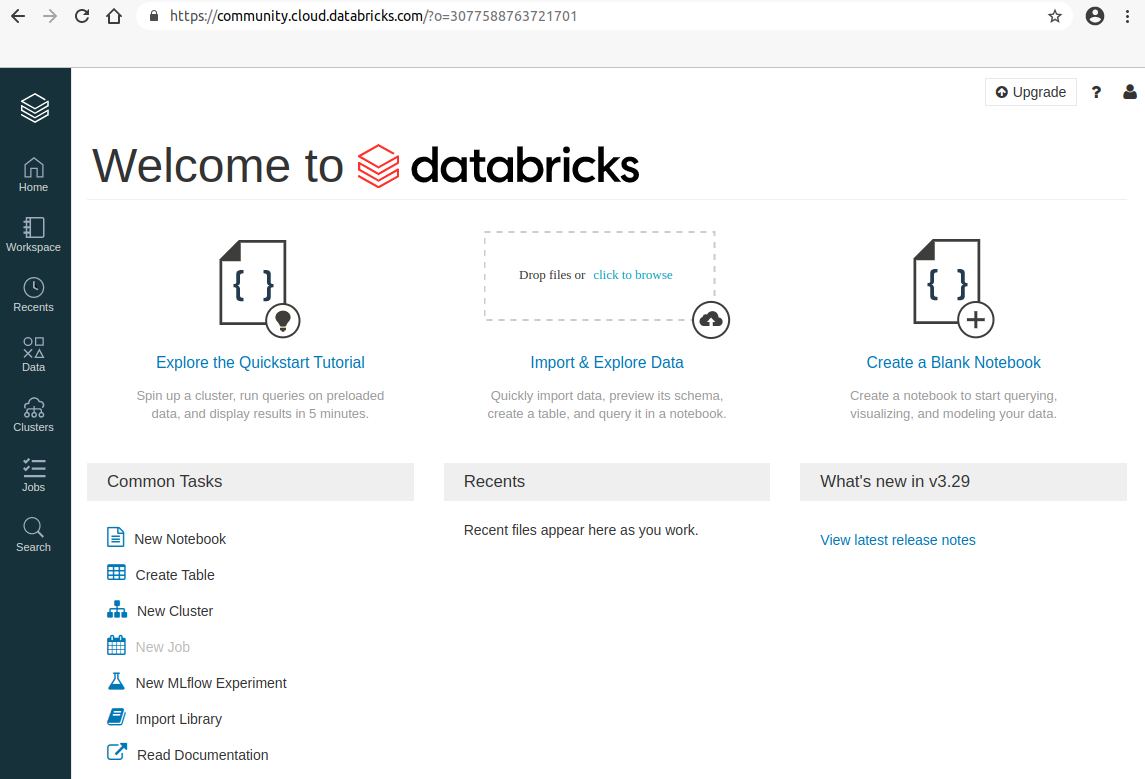 https://community.cloud.databricks.com/?o=3077588763721701
Upgrade ?
Welcome to databricks
Home
Workspace
Recents
Data
Clusters
Jobs
Search
{ }
Drop files or click to browse
{ }
Explore the Quickstart Tutorial
Spin up a cluster, run queries on preloaded
data, and display results in 5 minutes.
Import & Explore Data
Quickly import data, preview its schema,
create a table, and query it in a notebook.
Create a Blank Notebook
Create a notebook to start querying,
visualizing, and modeling your data.
Common Tasks
New Notebook
Create Table
New Cluster
New Job
New MLflow Experiment
Import Library
Read Documentation
Recents
Recent files appear here as you work.
What's new in v3.29
View latest release notes